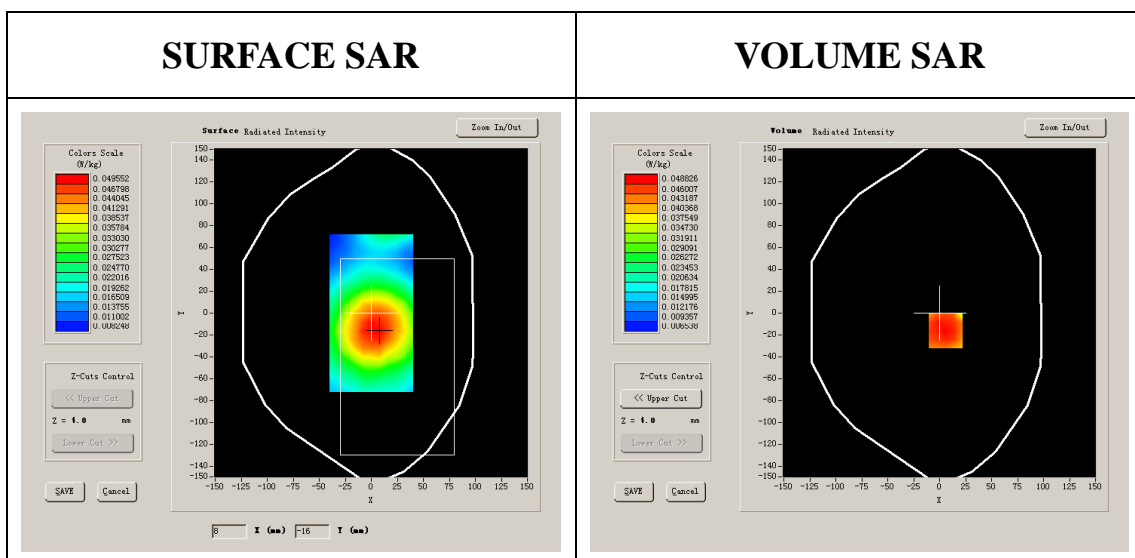 SURFACE SAR
VOLUME SAR
Surface Radiated Intensity
Zoom In/Out
Colors Scale
(W/kg)
0.049552
0.046798
0.044045
0.041291
0.038537
0.035784
0.033030
0.030277
0.027523
0.024770
0.022016
0.019262
0.016509
0.013755
0.011002
0.008248
150
140
120
100
80
60
40
20
0
-20
-40
-60
-80
-100
-120
-140
-150
Y
-150 -125 -100 -75 -50 -25 0 25 50 75 100 125 150
X
Z-Cuts Control
<< Upper Cut
Z = 4.0 mm
Lower Cut >>
SAVE Cancel
8 X (mm) -16 Y (mm)
Volume Radiated Intensity
Zoom In/Out
Colors Scale
(W/kg)
0.048826
0.046007
0.043187
0.040368
0.037549
0.034730
0.031911
0.029091
0.026272
0.023453
0.020634
0.017815
0.014995
0.012176
0.009357
0.006538
150
140
120
100
80
60
40
20
0
-20
-40
-60
-80
-100
-120
-140
-150
Y
-150 -125 -100 -75 -50 -25 0 25 50 75 100 125 150
X
Z-Cuts Control
<< Upper Cut
Z = 4.0 mm
Lower Cut >>
SAVE Cancel